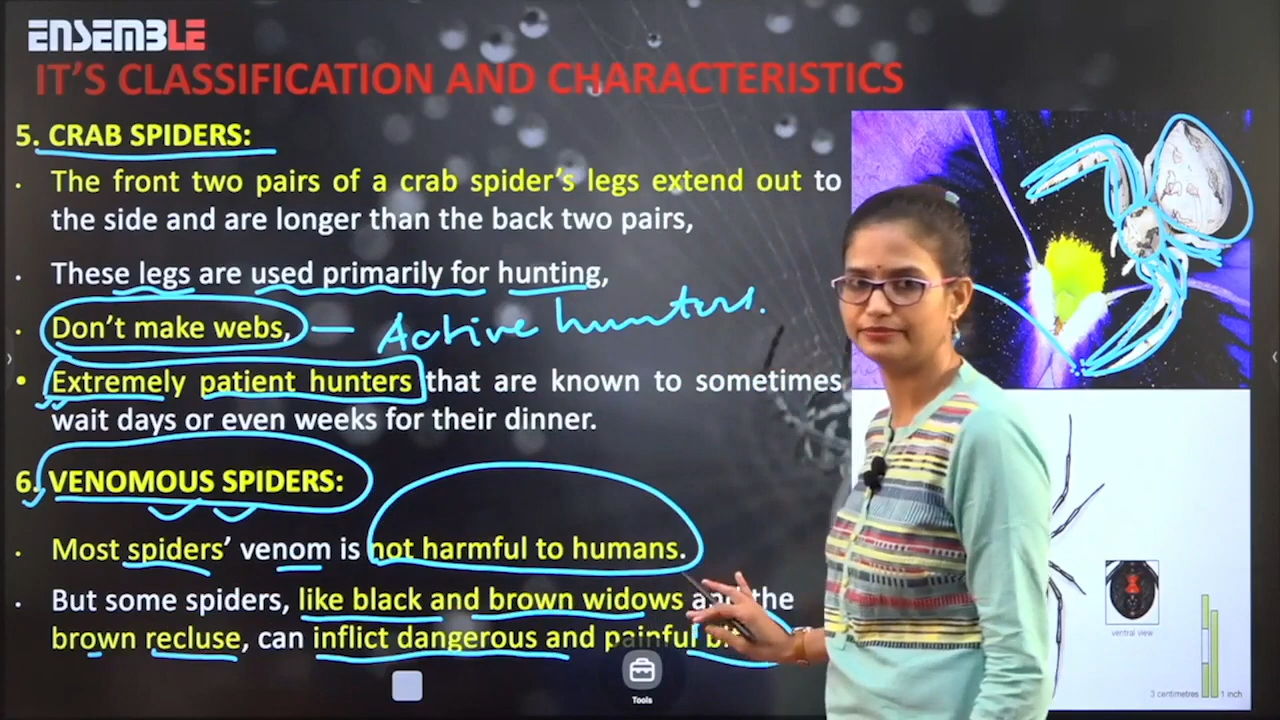 ENSEMBLE
IT'S CLASSIFICATION AND CHARACTERISTICS
5. CRAB SPIDERS:
• The front two pairs of a crab spider's legs extend out to
the side and are longer than the back two pairs,
• These legs are used primarily for hunting,
• Don't make webs, — Active hunters.
• Extremely patient hunters that are known to sometimes
wait days or even weeks for their dinner.
6. VENOMOUS SPIDERS:
• Most spiders' venom is not harmful to humans.
• But some spiders, like black and brown widows and the
brown recluse, can inflict dangerous and painful
ventral view
3 centimetres 1 inch
Tools